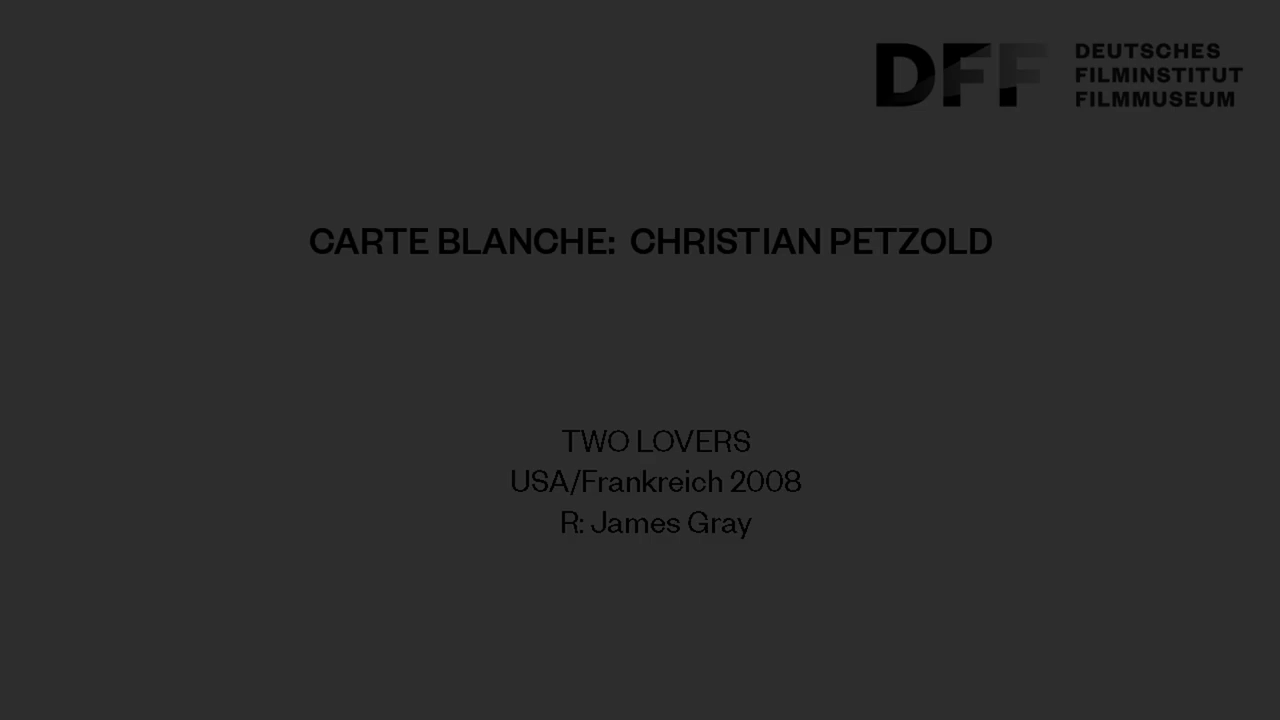 DFF
DEUTSCHES
FILMINSTITUT
FILMMUSEUM
CARTE BLANCHE: CHRISTIAN PETZOLD
TWO LOVERS
USA/Frankreich 2008
R: James Gray